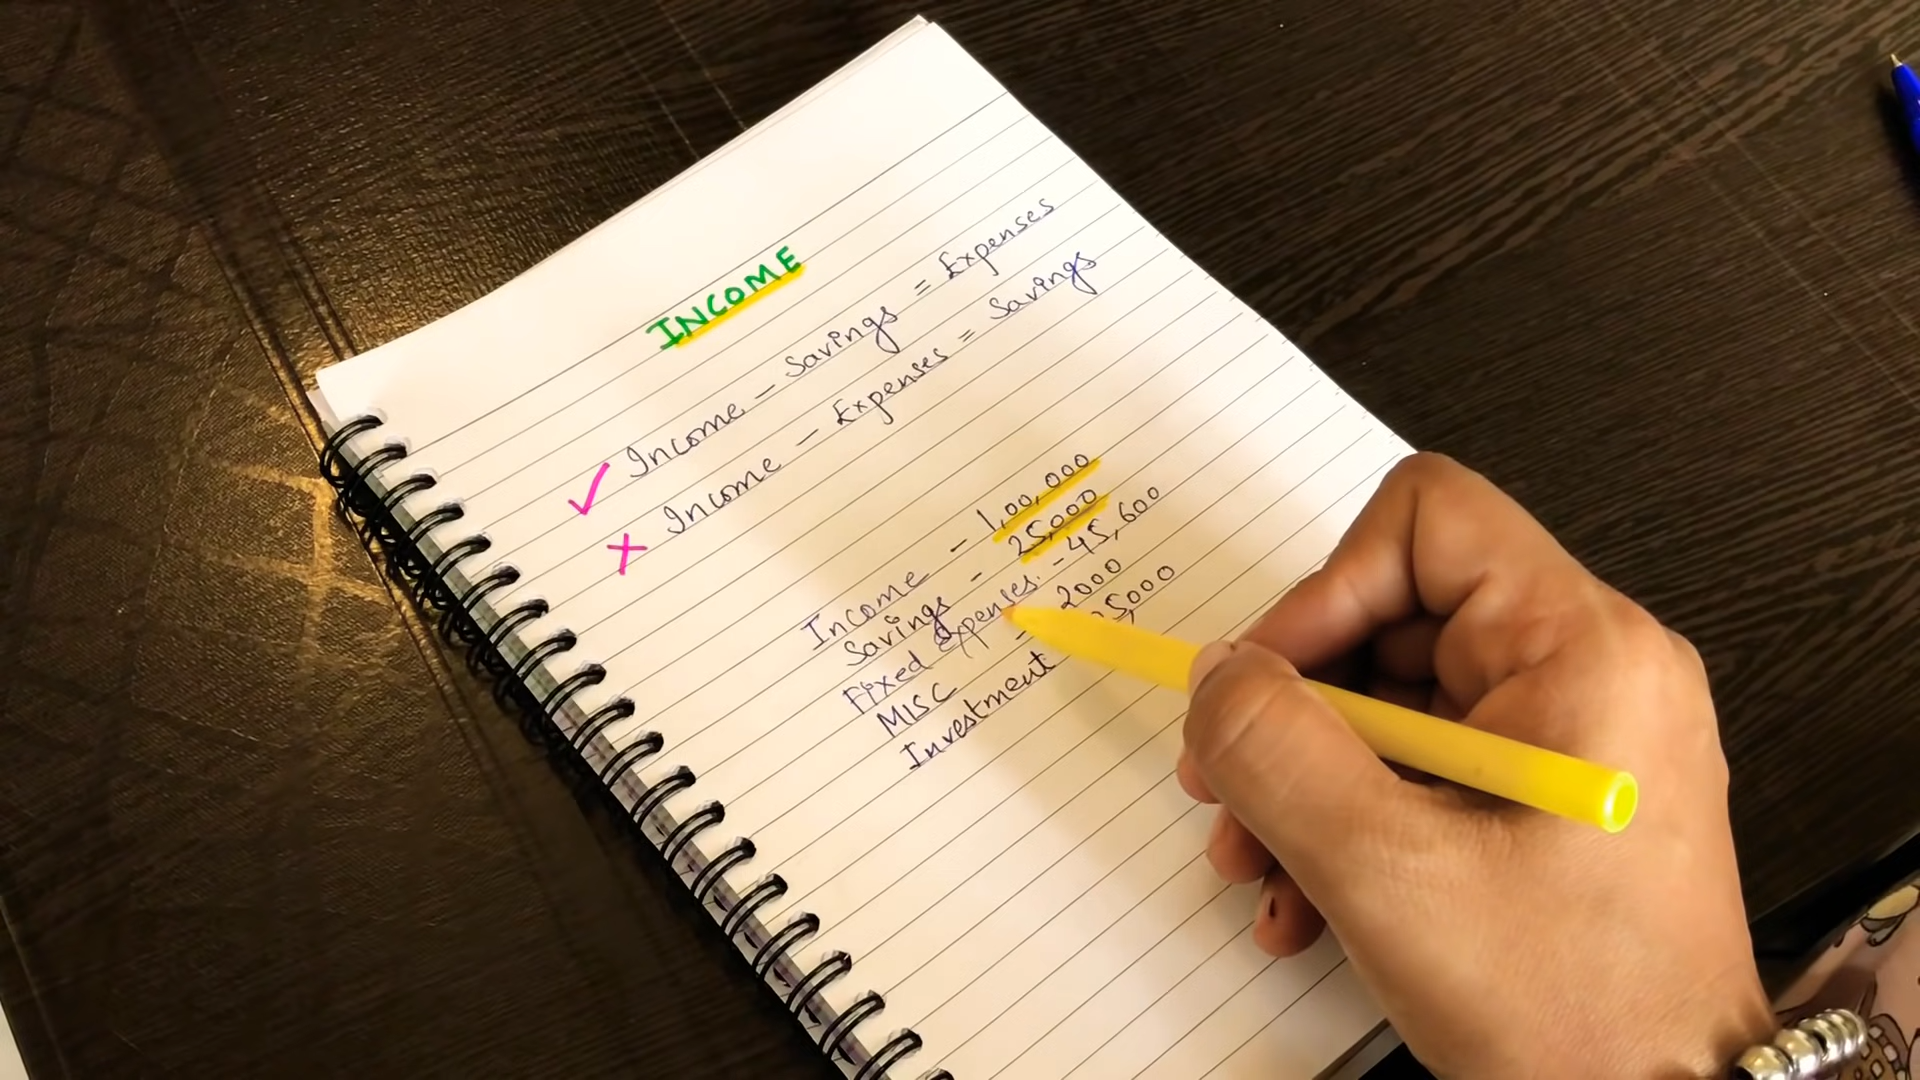 INCOME
Income - Savings = Expenses
Income - Expenses = Savings
Income - 1,00,000
Savings - 25,000
Fixed expenses. - 45,600
MISC - 2000
Investment